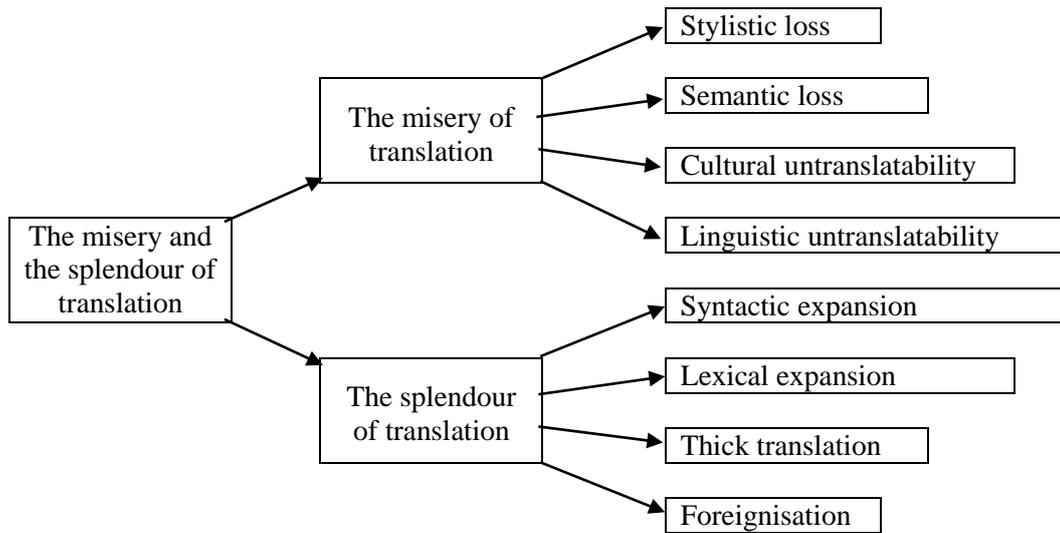 The misery and
the splendour of
translation
The misery of
translation
Stylistic loss
Semantic loss
Cultural untranslatability
Linguistic untranslatability
The splendour
of translation
Syntactic expansion
Lexical expansion
Thick translation
Foreignisation